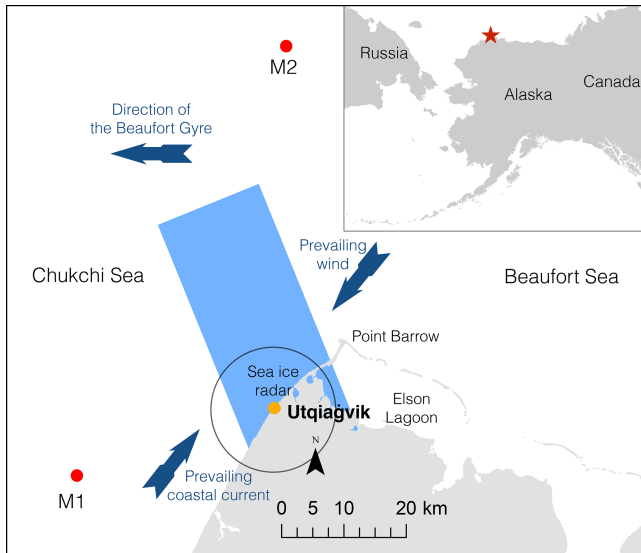 M2
Russia
Alaska
Canada
Direction of
the Beaufort Gyre
Prevailing
wind
Chukchi Sea
Beaufort Sea
Point Barrow
Sea ice
radar
Utqiaġvik
Elson
Lagoon
N
M1
Prevailing
coastal current
0 5 10 20 km